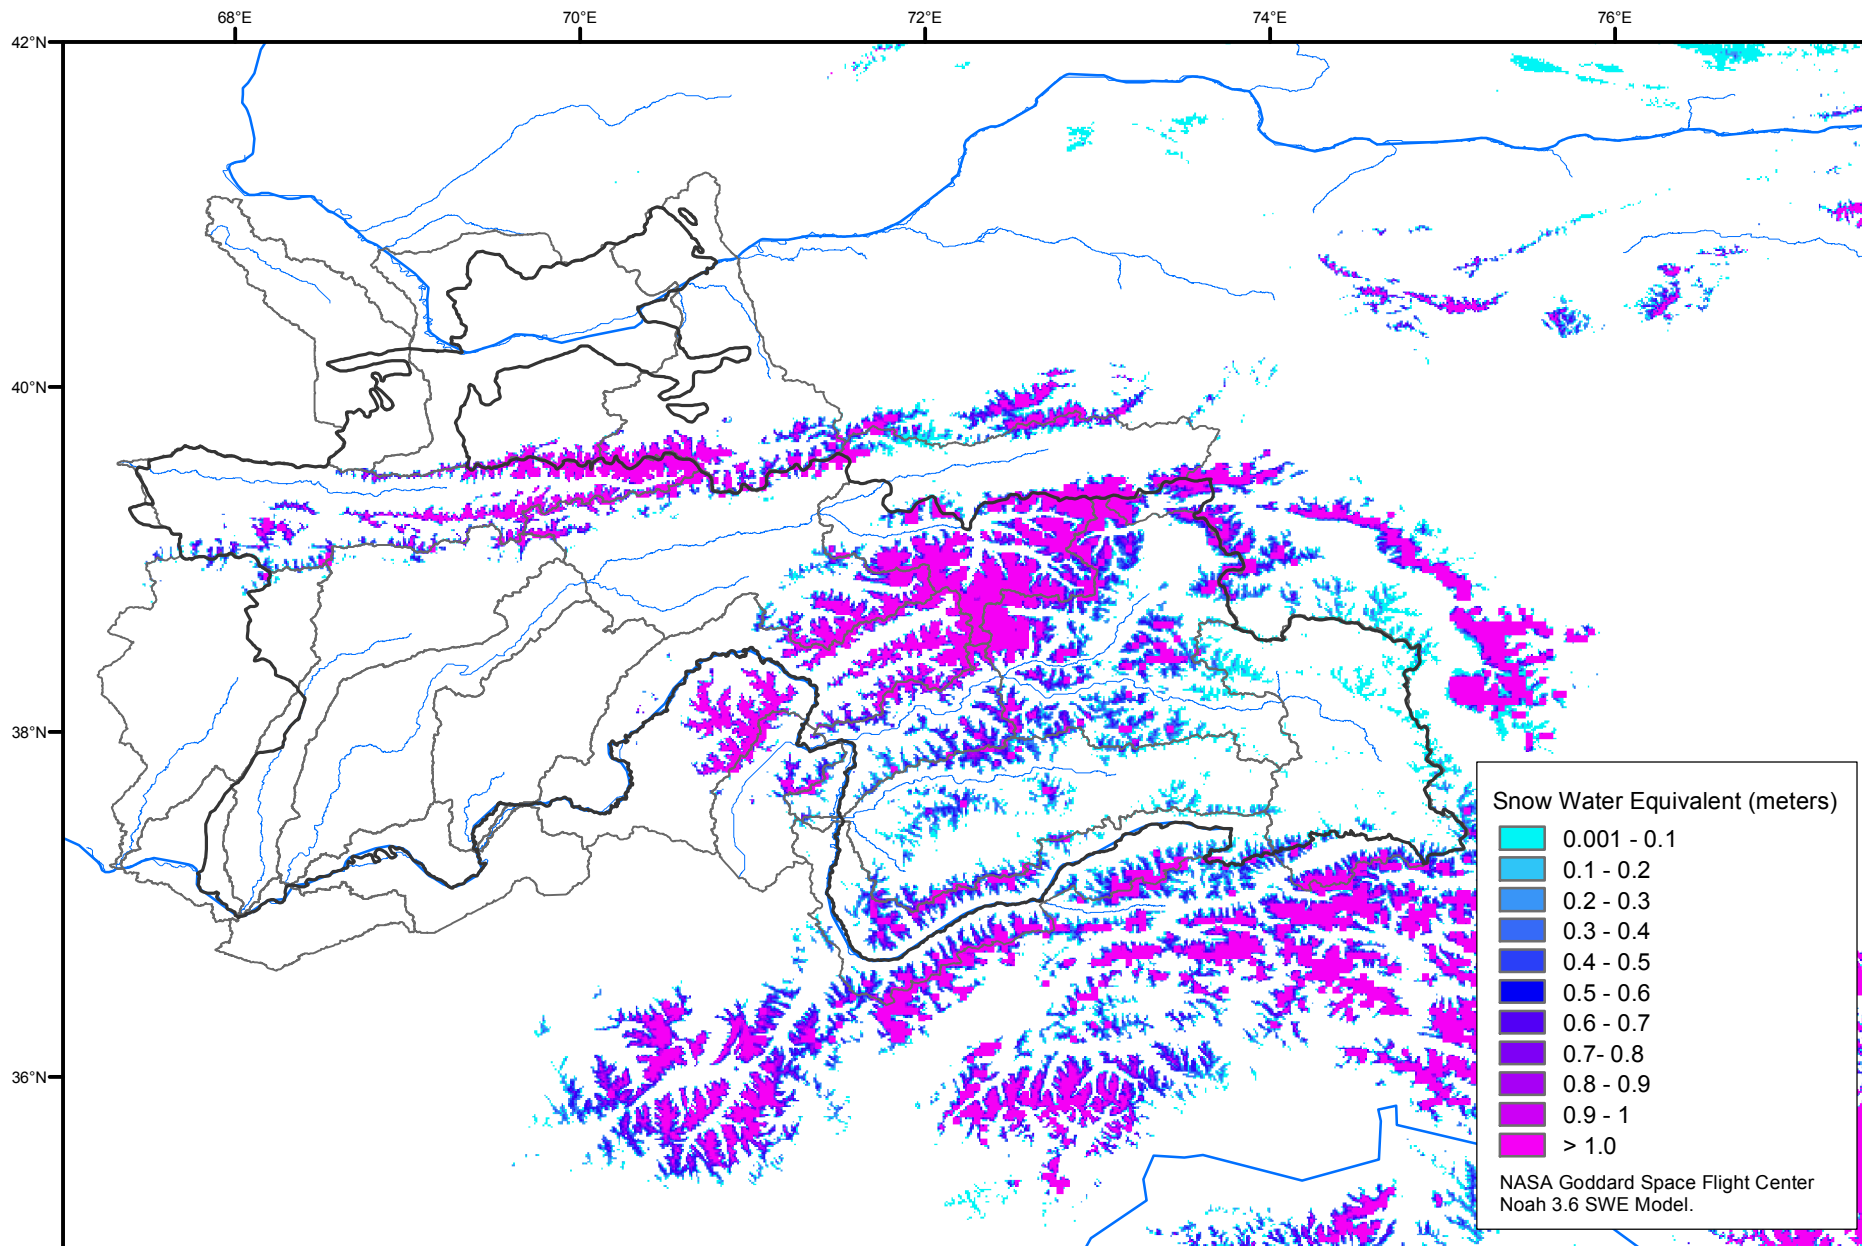 68°E
70°E
72°E
74°E
76°E
42°N
40°N
38°N
36°N
Snow Water Equivalent (meters)
0.001 - 0.1
0.1 - 0.2
0.2 - 0.3
0.3 - 0.4
0.4 - 0.5
0.5 - 0.6
0.6 - 0.7
0.7- 0.8
0.8 - 0.9
0.9 - 1
> 1.0
NASA Goddard Space Flight Center
Noah 3.6 SWE Model.